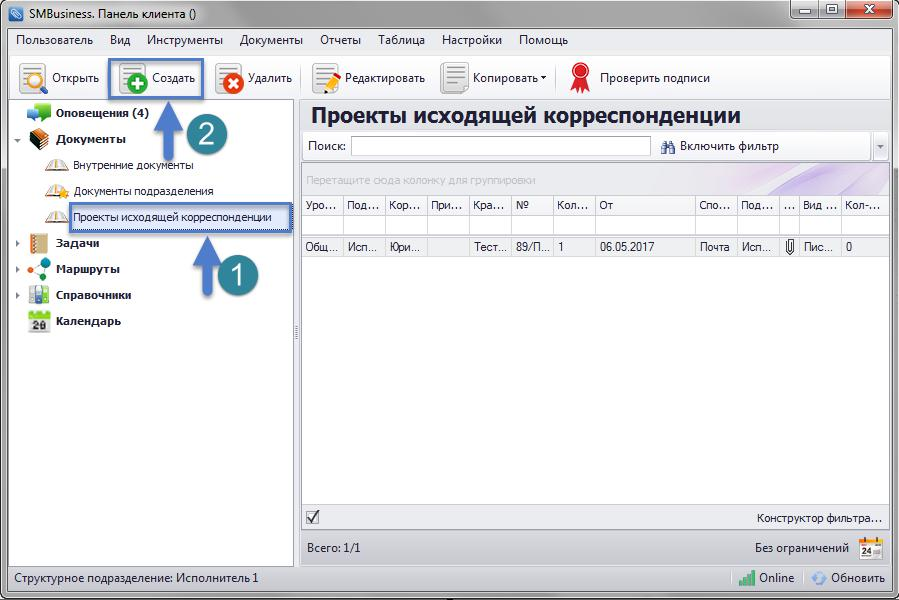 SMBusiness. Панель клиента ()
Пользователь Вид Инструменты Документы Отчеты Таблица Настройки Помощь
Открыть Создать Удалить Редактировать Копировать Проверить подписи
Оповещения (4)
Документы
Внутренние документы
Документы подразделения
Проекты исходящей корреспонденции
Задачи
Маршруты
Справочники
Календарь
2
1
Проекты исходящей корреспонденции
Поиск: Включить фильтр
Перетащите сюда колонку для группировки
Уро... Под... Кор... При... Кра... № Кол... От Спо... Под... ... Вид ... Кол-...
Общ... Исп... Юри... Тест... 89/П... 1 06.05.2017 Почта Исп... Пис... 0
Конструктор фильтра...
Всего: 1/1 Без ограничений 24
Структурное подразделение: Исполнитель 1 Online Обновить